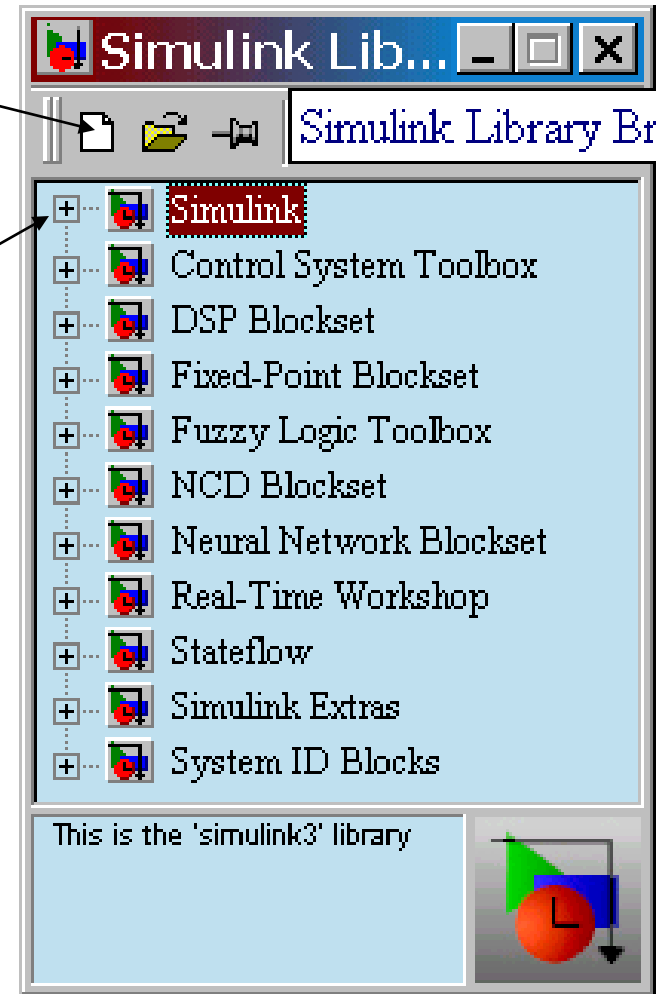 Simulink Lib...
Simulink Library Br
Simulink
Control System Toolbox
DSP Blockset
Fixed-Point Blockset
Fuzzy Logic Toolbox
NCD Blockset
Neural Network Blockset
Real-Time Workshop
Stateflow
Simulink Extras
System ID Blocks
This is the 'simulink3' library